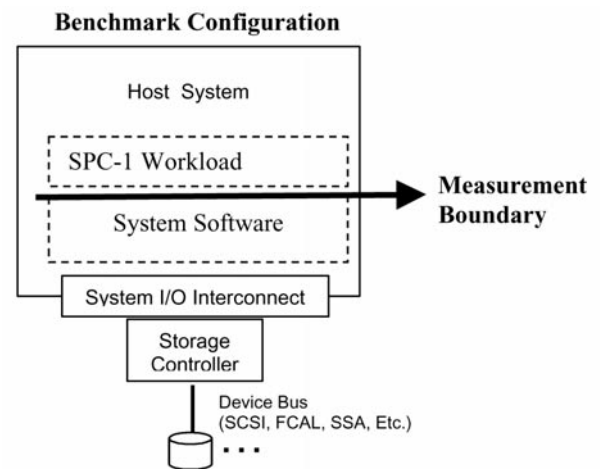 Benchmark Configuration
Host System
SPC-1 Workload
Measurement
Boundary
System Software
System I/O Interconnect
Storage
Controller
Device Bus
(SCSI, FCAL, SSA, Etc.)